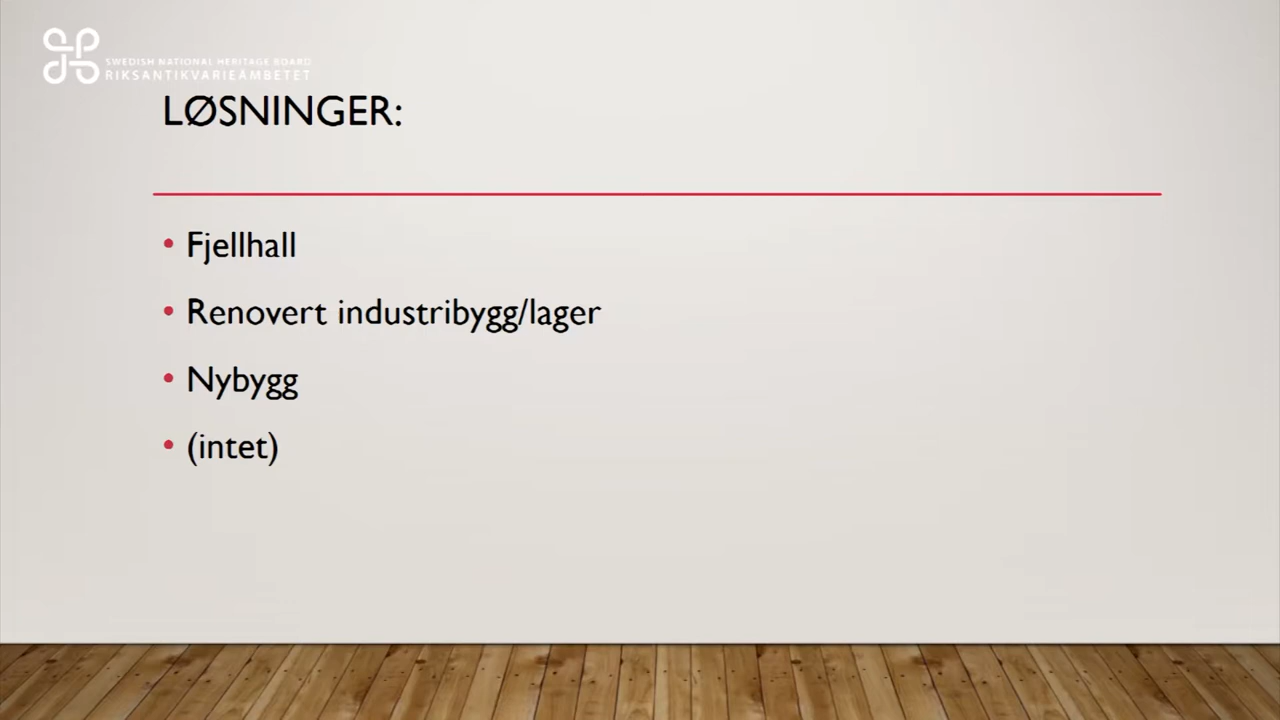 SWEDISH NATIONAL HERITAGE BOARD
RIKSANTIKVARIEÄMBETET
LØSNINGER:
• Fjellhall
• Renovert industribygg/lager
• Nybygg
• (intet)